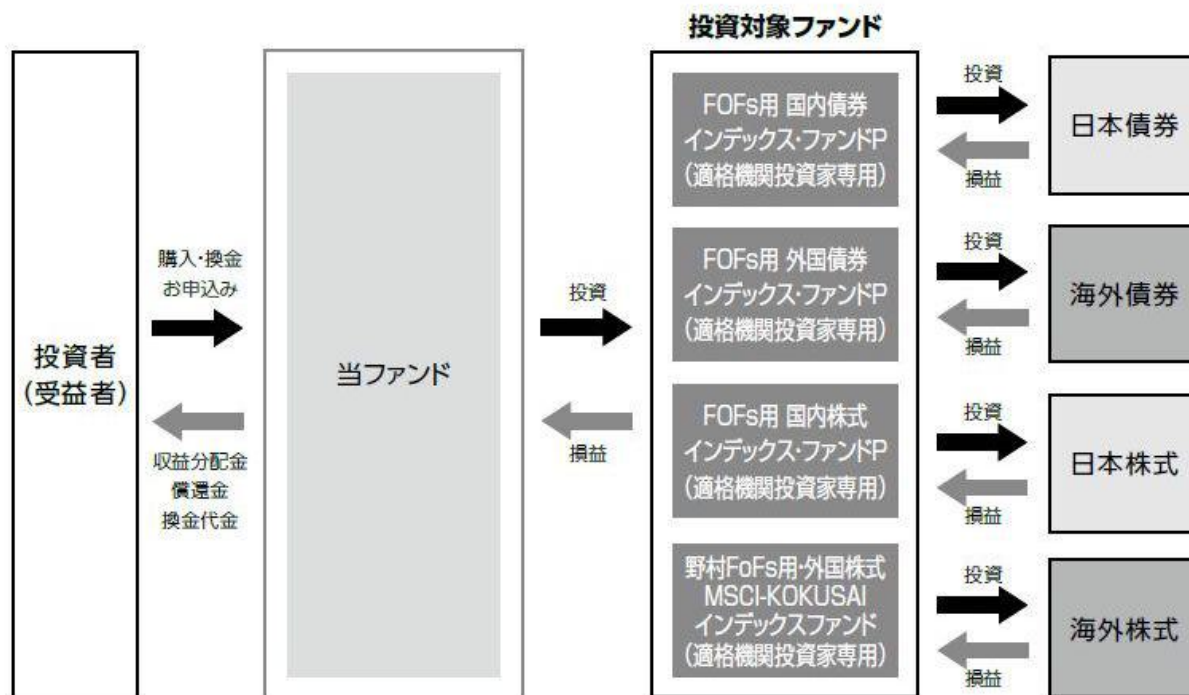 投資対象ファンド
投資者
(受益者)
購入・換金
お申込み
収益分配金
償還金
換金代金
当ファンド
投資
損益
FOFs用 国内債券
インデックス・ファンドP
(適格機関投資家専用)
投資
損益
日本債券
FOFs用 外国債券
インデックス・ファンドP
(適格機関投資家専用)
投資
損益
海外債券
FOFs用 国内株式
インデックス・ファンドP
(適格機関投資家専用)
投資
損益
日本株式
野村FoFs用・外国株式
MSCI-KOKUSAI
インデックスファンド
(適格機関投資家専用)
投資
損益
海外株式